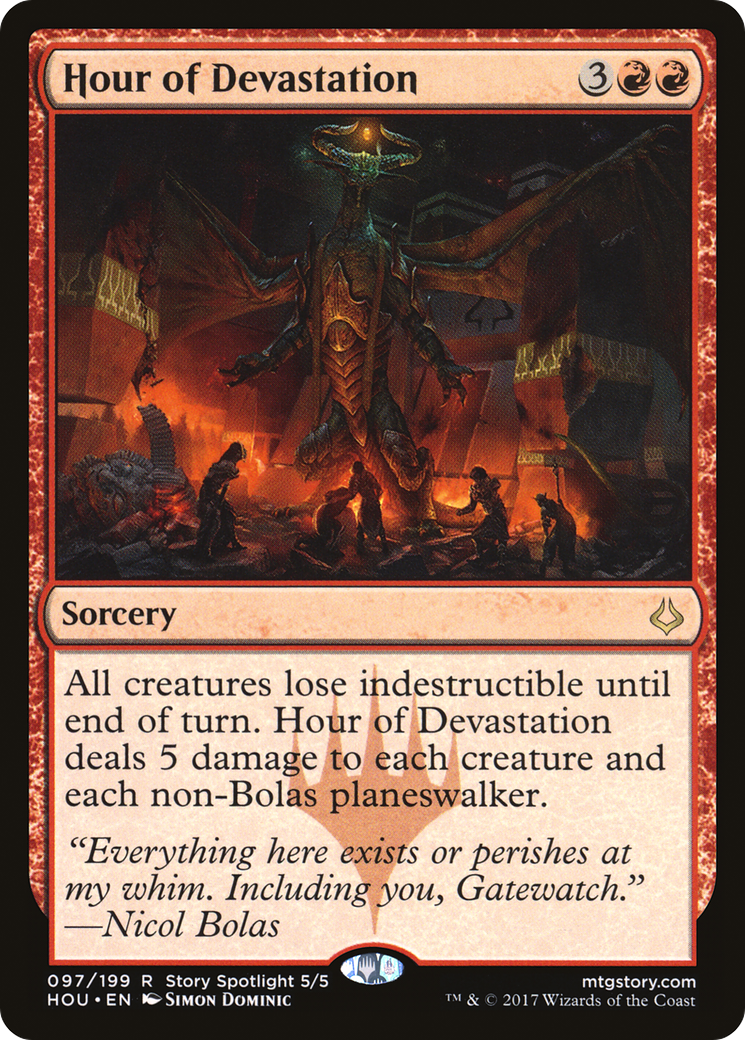 Hour of Devastation 3
Sorcery
All creatures lose indestructible until
end of turn. Hour of Devastation
deals 5 damage to each creature and
each non-Bolas planeswalker.
“Everything here exists or perishes at
my whim. Including you, Gatewatch.”
—Nicol Bolas
097/199 R Story Spotlight 5/5
HOU • EN Simon Dominic
mtgstory.com
™ & © 2017 Wizards of the Coast